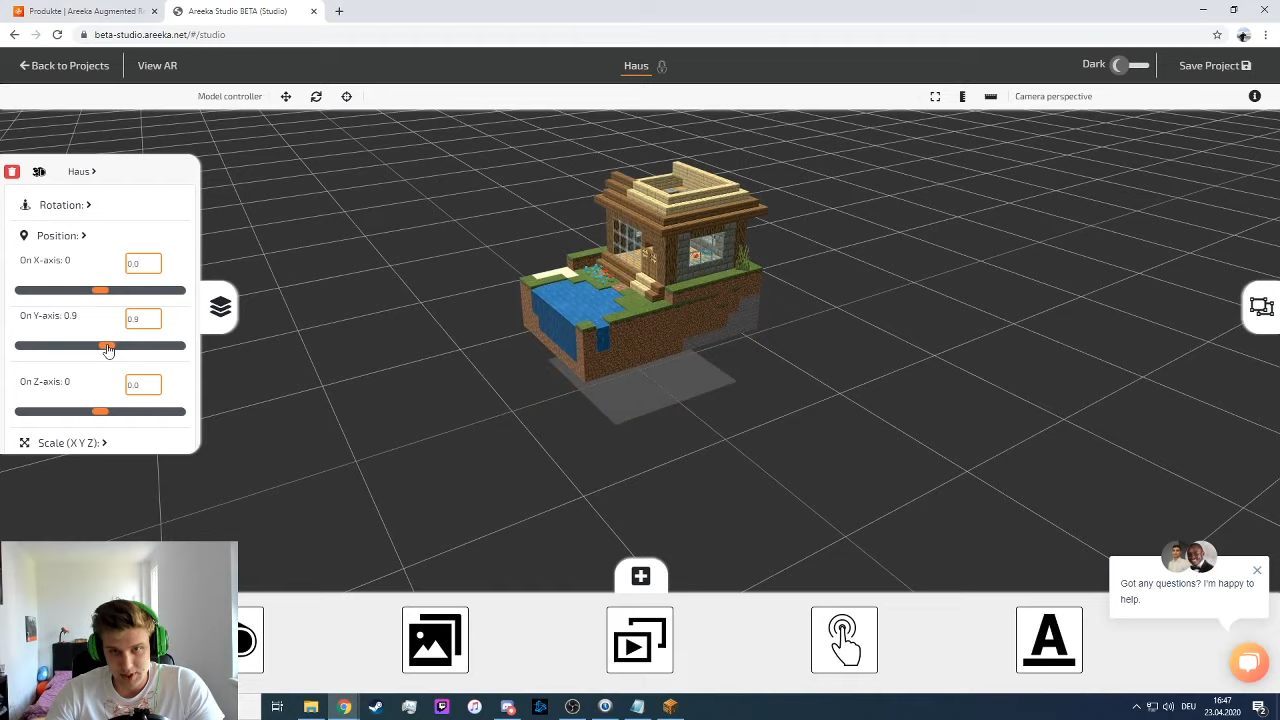 Produkte | Areeka Augmented Re
Areeka Studio BETA (Studio)
beta-studio.areeka.net/#/studio
Back to Projects
View AR
Haus
Dark
Save Project
Model controller
Camera perspective
3D
Haus
Rotation:
Position:
On X-axis: 0
0.0
On Y-axis: 0.9
0.9
On Z-axis: 0
0.0
Scale (X Y Z):
Got any questions? I'm happy to
help.
A
DEU
16:47
23.04.2020
2